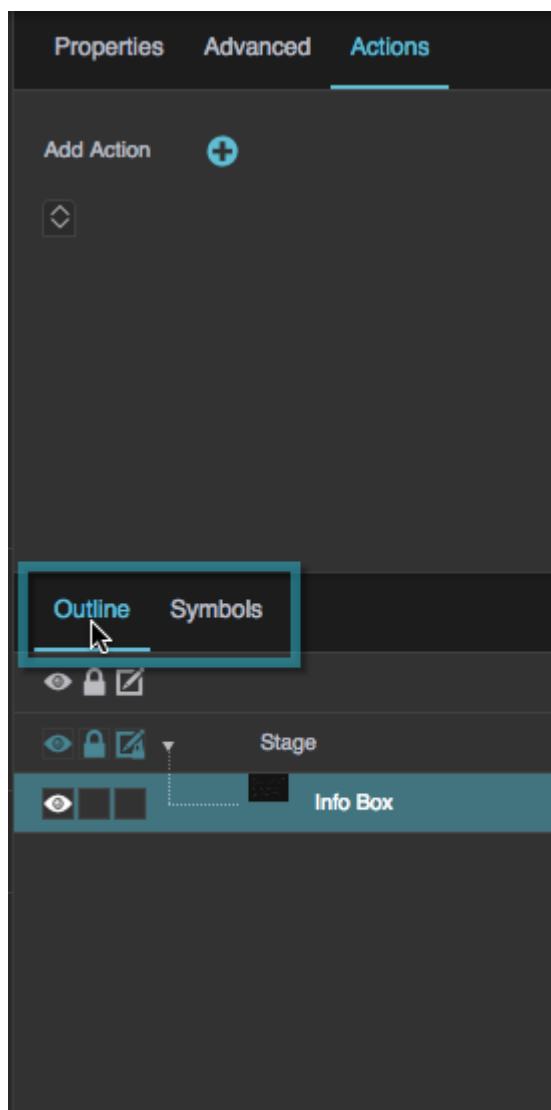 Properties Advanced Actions
Add Action
Outline Symbols
Stage
Info Box